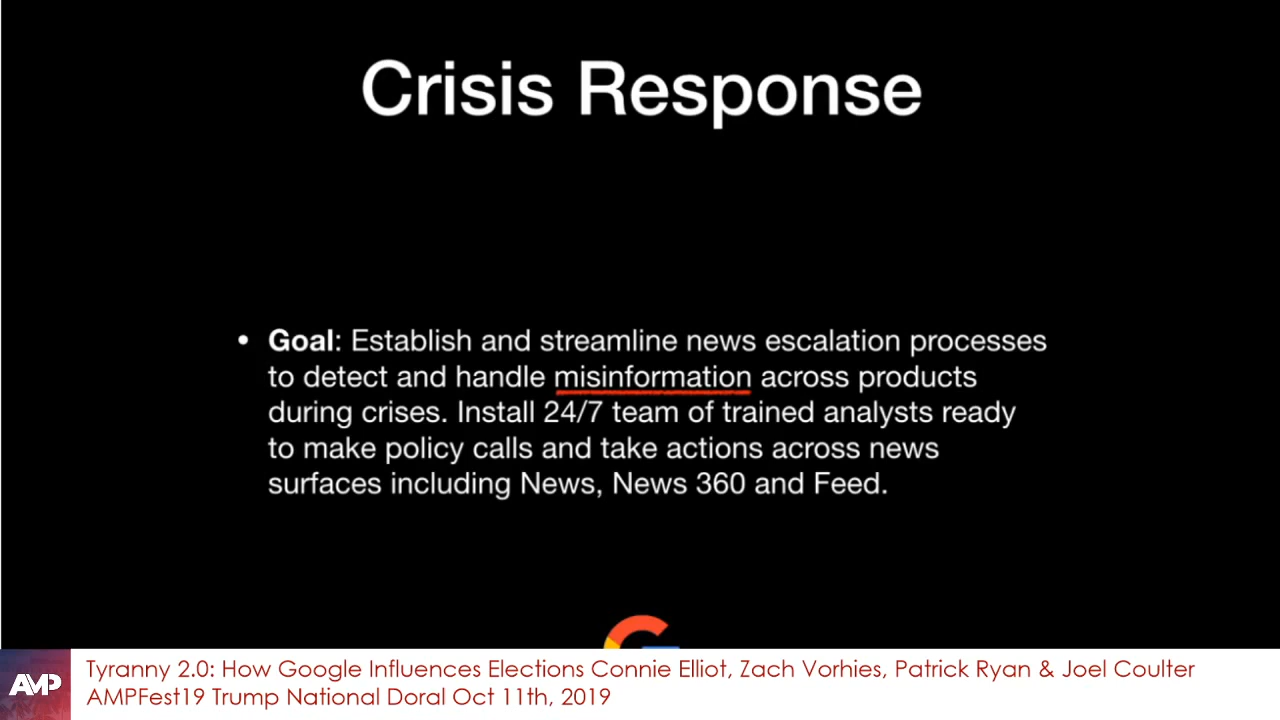 Crisis Response
• Goal: Establish and streamline news escalation processes
to detect and handle misinformation across products
during crises. Install 24/7 team of trained analysts ready
to make policy calls and take actions across news
surfaces including News, News 360 and Feed.
AMP
Tyranny 2.0: How Google Influences Elections Connie Elliot, Zach Vorhies, Patrick Ryan & Joel Coulter
AMPFest19 Trump National Doral Oct 11th, 2019